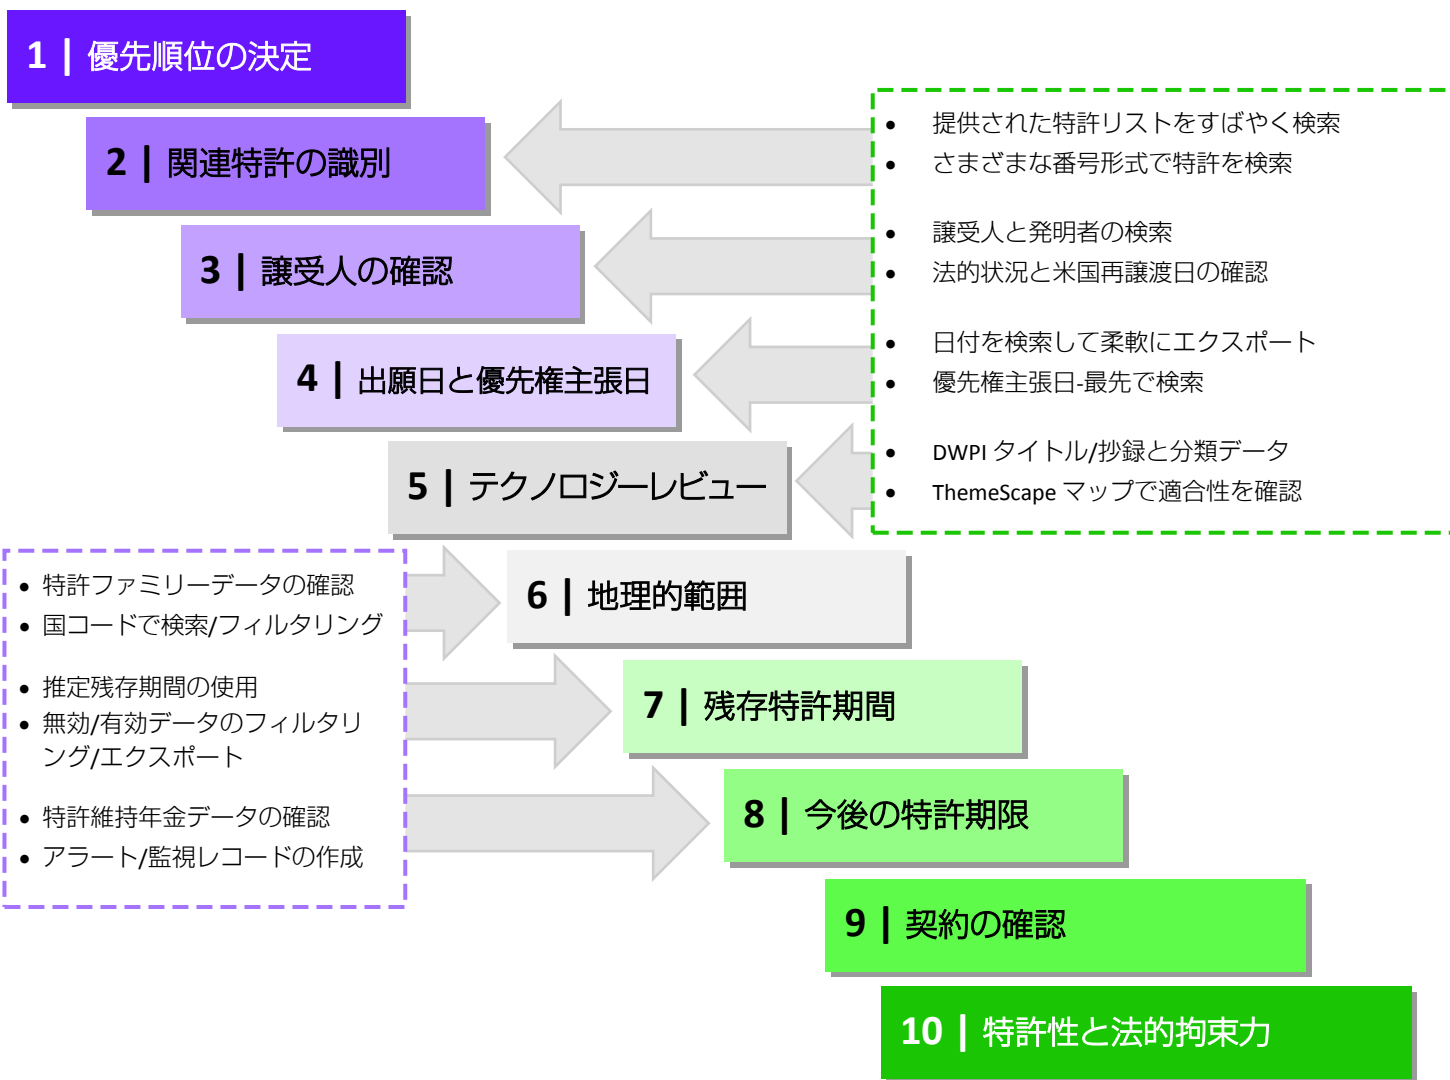 1 | 優先順位の決定
2 | 関連特許の識別
3 | 譲受人の確認
4 | 出願日と優先権主張日
5 | テクノロジーレビュー
• 提供された特許リストをすばやく検索
• さまざまな番号形式で特許を検索
• 譲受人と発明者の検索
• 法的状況と米国再譲渡日の確認
• 日付を検索して柔軟にエクスポート
• 優先権主張日-最先で検索
• DWPI タイトル/抄録と分類データ
• ThemeScape マップで適合性を確認
• 特許ファミリーデータの確認
• 国コードで検索/フィルタリング
• 推定残存期間の使用
• 無効/有効データのフィルタリ
ング/エクスポート
• 特許維持年金データの確認
• アラート/監視レコードの作成
6 | 地理的範囲
7 | 残存特許期間
8 | 今後の特許期限
9 | 契約の確認
10 | 特許性と法的拘束力